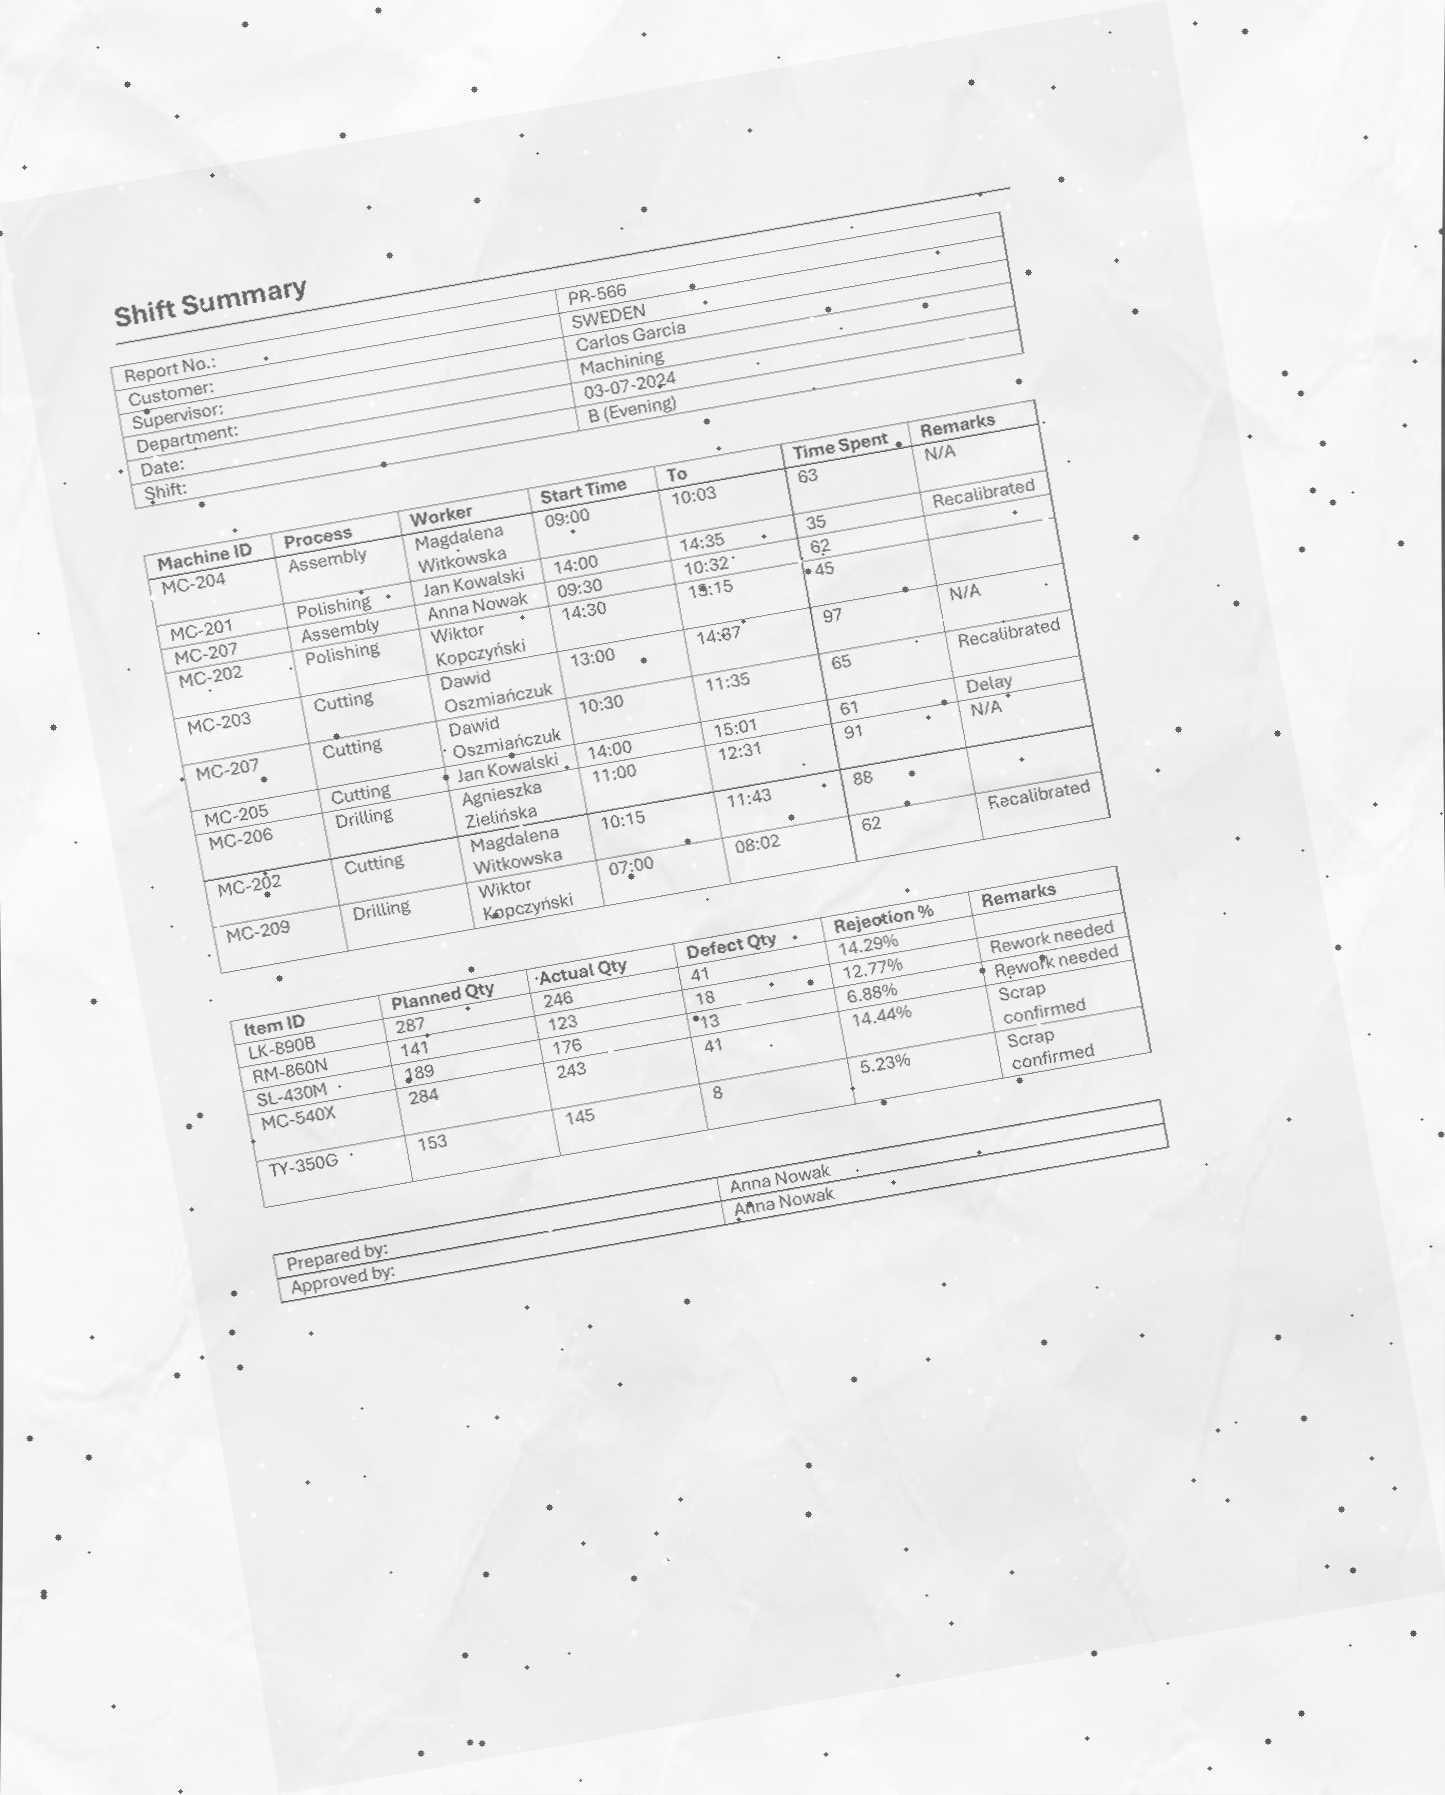 Shift Summary
Report No.: PR-566
Customer: SWEDEN
Supervisor: Carlos Garcia
Department: Machining
Date: 03-07-2024
Shift: B (Evening)
Machine ID Process Worker Start Time To Time Spent Remarks
MC-204 Assembly Magdalena 09:00 10:03 63 N/A
Witkowska
MC-201 Polishing Jan Kowalski 14:00 14:35 35 Recalibrated
MC-207 Assembly Anna Nowak 09:30 10:32 62
MC-202 Polishing Wiktor 14:30 15:15 45
Kopczyński
MC-203 Cutting Dawid 13:00 14:37 97 N/A
Oszmiańczuk
MC-207 Cutting Dawid 10:30 11:35 65 Recalibrated
Oszmiańczuk
MC-205 Cutting Jan Kowalski 14:00 15:01 61 Delay
MC-206 Drilling Agnieszka 11:00 12:31 91 N/A
Zielińska
MC-202 Cutting Magdalena 10:15 11:43 88
Witkowska
MC-209 Drilling Wiktor 07:00 08:02 62 Recalibrated
Kopczyński
Item ID Planned Qty Actual Qty Defect Qty Rejection % Remarks
LK-890B 287 246 41 14.29%
RM-860N 141 123 18 12.77% Rework needed
SL-430M 189 176 13 6.88% Rework needed
MC-540X 284 243 41 14.44% Scrap
confirmed
TY-350G 153 145 8 5.23% Scrap
confirmed
Prepared by: Anna Nowak
Approved by: Anna Nowak